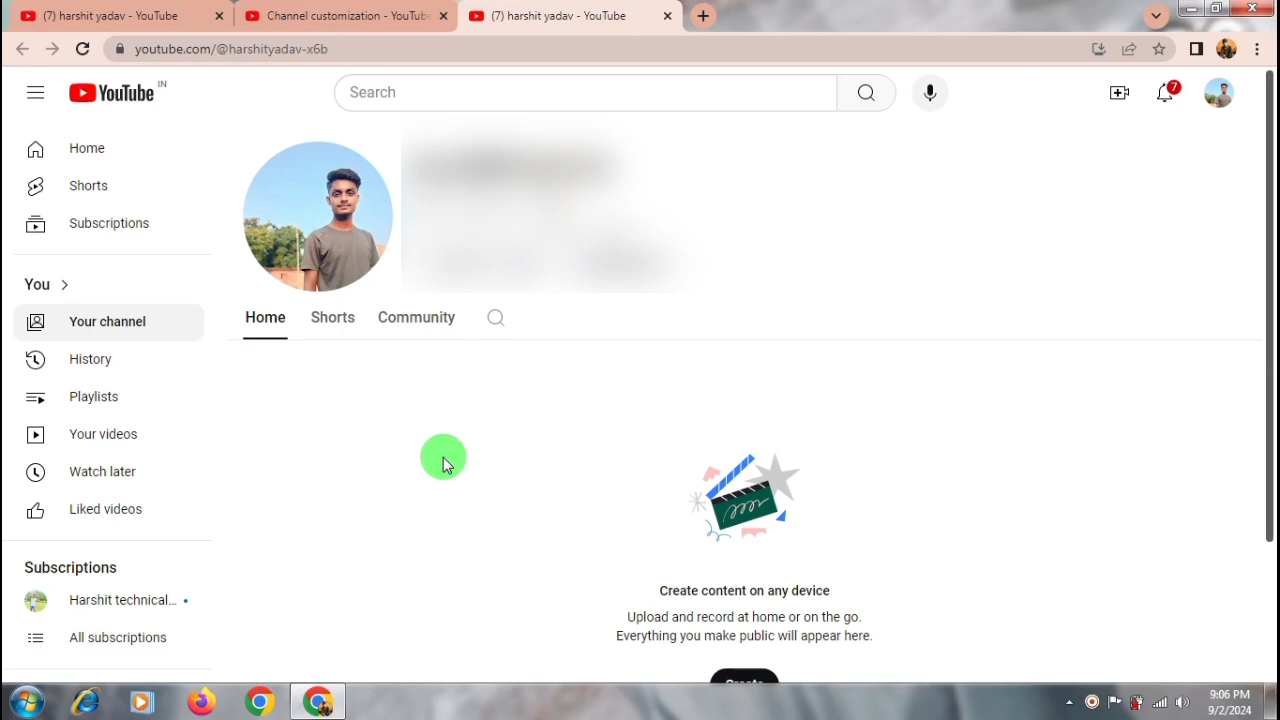 (7) harshit yadav - YouTube
Channel customization - YouTube
(7) harshit yadav - YouTube
youtube.com/@harshityadav-x6b
YouTube IN
Search
7
Home
Shorts
Subscriptions
You
Your channel
History
Playlists
Your videos
Watch later
Liked videos
Subscriptions
Harshit technical...
All subscriptions
Home
Shorts
Community
Create content on any device
Upload and record at home or on the go.
Everything you make public will appear here.
Create
9:06 PM
9/2/2024